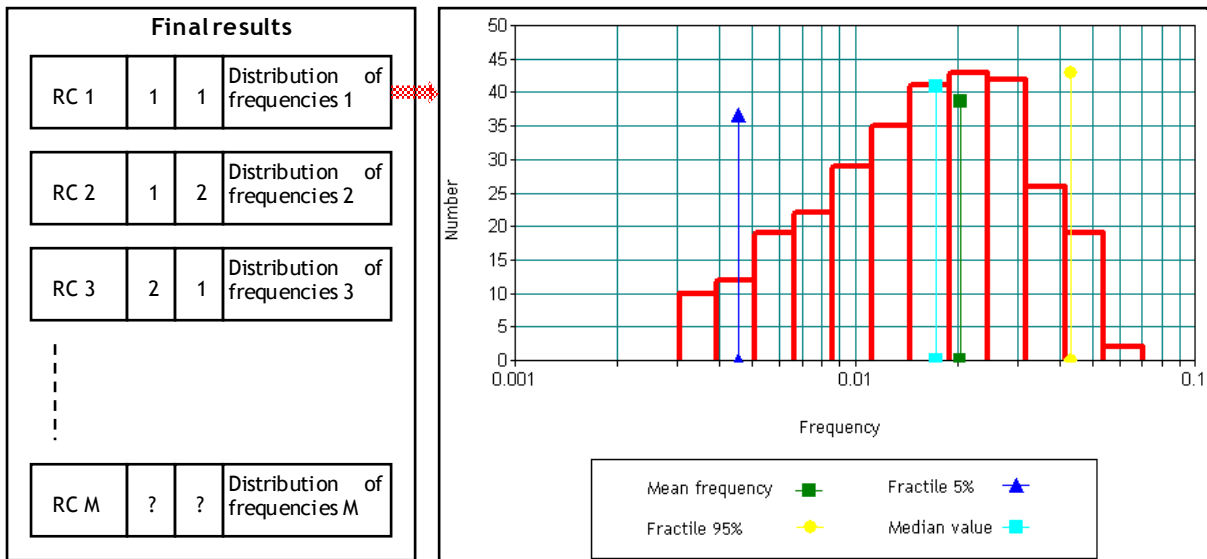 Final results
RC 1 1 1 Distribution of
frequencies 1
RC 2 1 2 Distribution of
frequencies 2
RC 3 2 1 Distribution of
frequencies 3
RC M ? ? Distribution of
frequencies M
Number
50
45
40
35
30
25
20
15
10
5
0
0.001 0.01 0.1
Frequency
Mean frequency Fractile 5%
Fractile 95% Median value